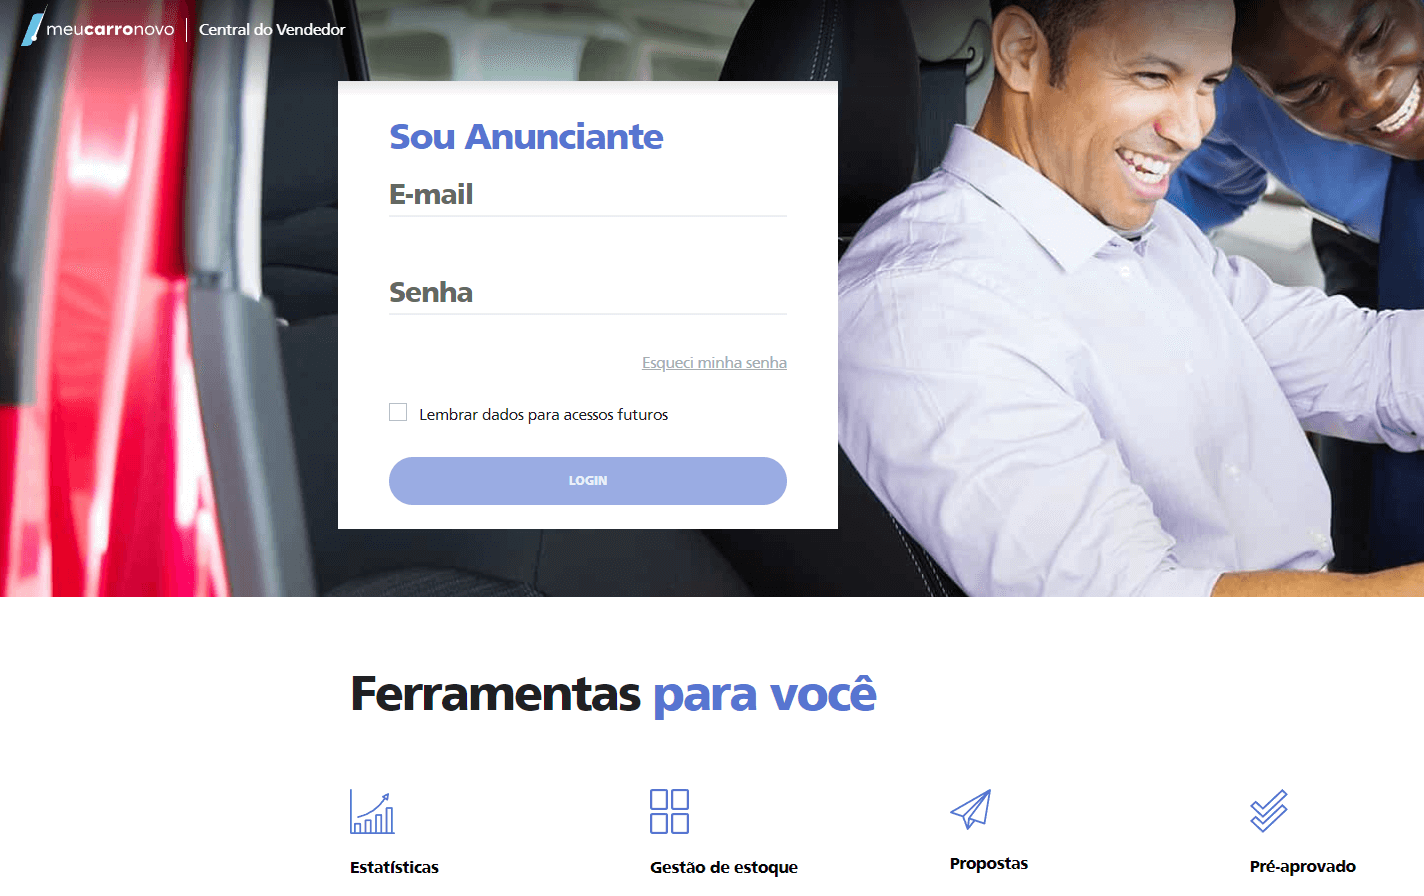 meucarronovo | Central do Vendedor
Sou Anunciante
E-mail
Senha
Esqueci minha senha
Lembrar dados para acessos futuros
LOGIN
Ferramentas para você
Estatísticas
Gestão de estoque
Propostas
Pré-aprovado